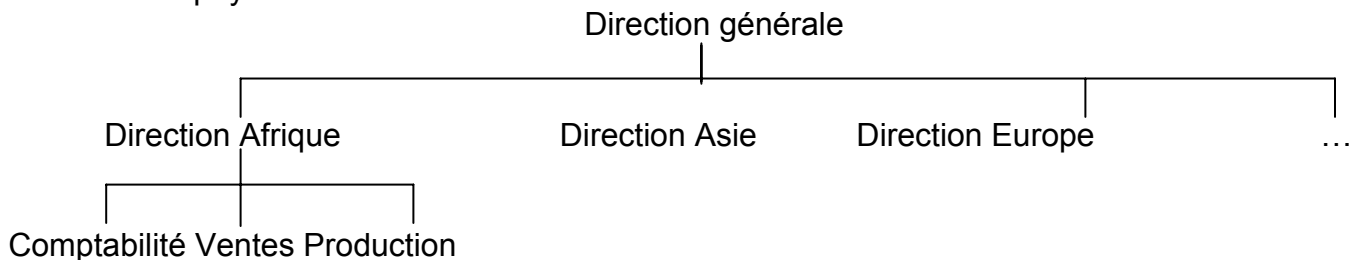 Direction générale
Direction Afrique Direction Asie Direction Europe …
Comptabilité Ventes Production